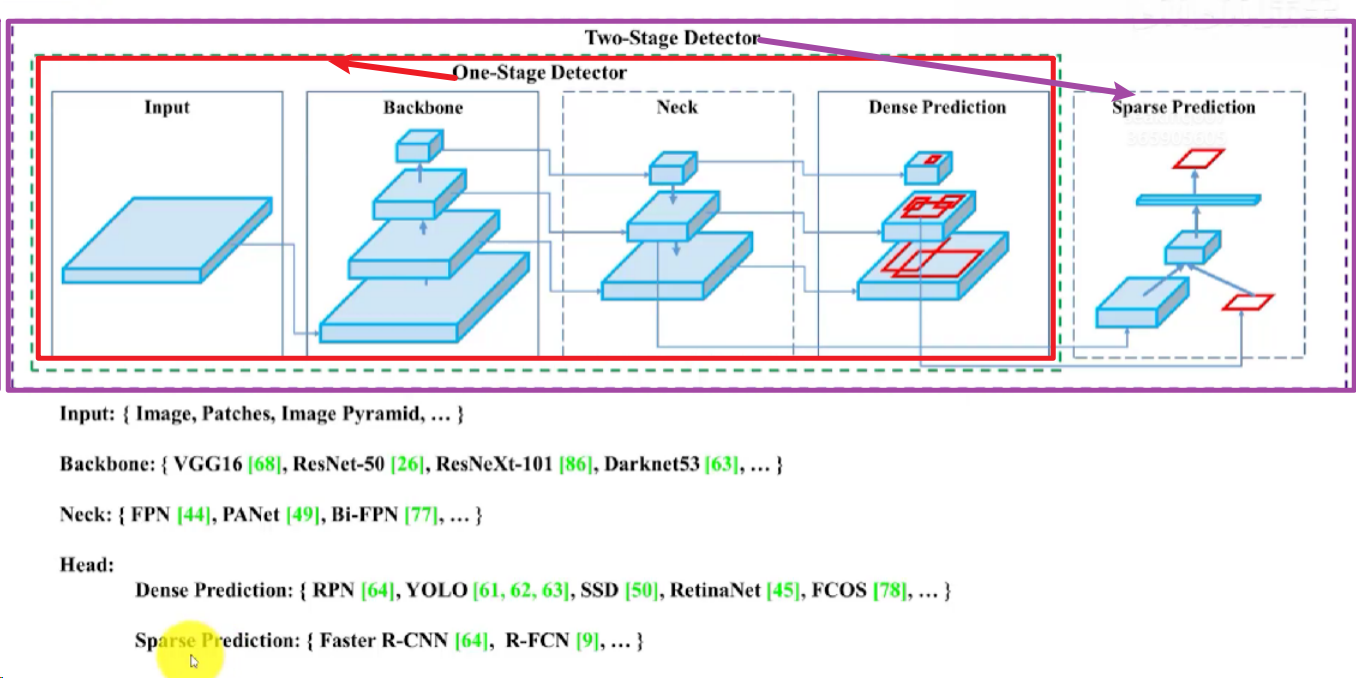 Two-Stage Detector
One-Stage Detector
Input
Backbone
Neck
Dense Prediction
Sparse Prediction
Input: { Image, Patches, Image Pyramid, … }
Backbone: { VGG16 [68], ResNet-50 [26], ResNeXt-101 [86], Darknet53 [63], … }
Neck: { FPN [44], PANet [49], Bi-FPN [77], … }
Head:
Dense Prediction: { RPN [64], YOLO [61, 62, 63], SSD [50], RetinaNet [45], FCOS [78], … }
Sparse Prediction: { Faster R-CNN [64], R-FCN [9], … }